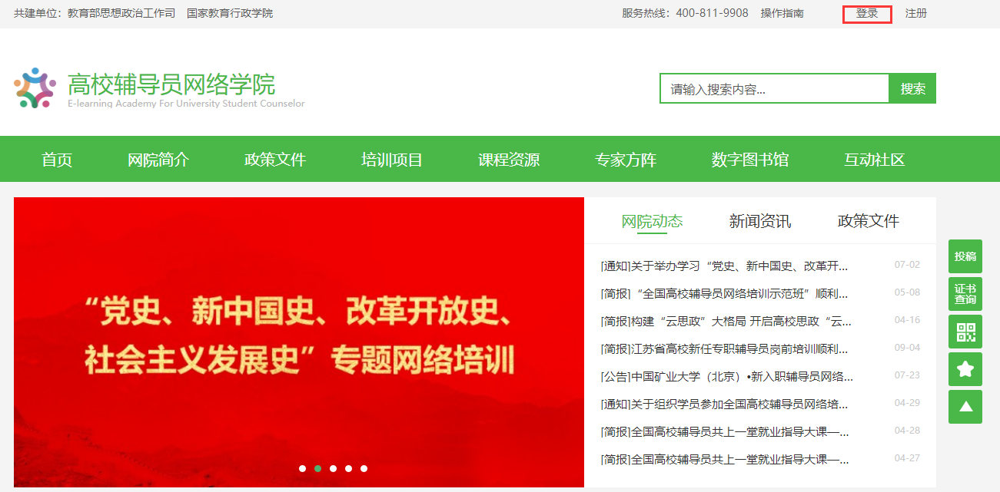 共建单位：教育部思想政治工作司 国家教育行政学院
服务热线：400-811-9908 操作指南 登录 注册
高校辅导员网络学院
E-learning Academy For University Student Counselor
请输入搜索内容... 搜索
首页 网院简介 政策文件 培训项目 课程资源 专家方阵 数字图书馆 互动社区
“党史、新中国史、改革开放史、
社会主义发展史”专题网络培训
网院动态 新闻资讯 政策文件
[通知]关于举办学习“党史、新中国史、改革开... 07-02
[简报]“全国高校辅导员网络培训示范班”顺利... 05-08
[简报]构建“云思政”大格局 开启高校思政“云... 04-16
[简报]江苏省高校新任专职辅导员岗前培训顺利... 09-04
[公告]中国矿业大学（北京）•新入职辅导员网络... 07-23
[通知]关于组织学员参加全国高校辅导员网络培... 04-29
[简报]全国高校辅导员共上一堂就业指导大课—... 04-28
[简报]全国高校辅导员共上一堂就业指导大课—... 04-27
投稿
证书
查询